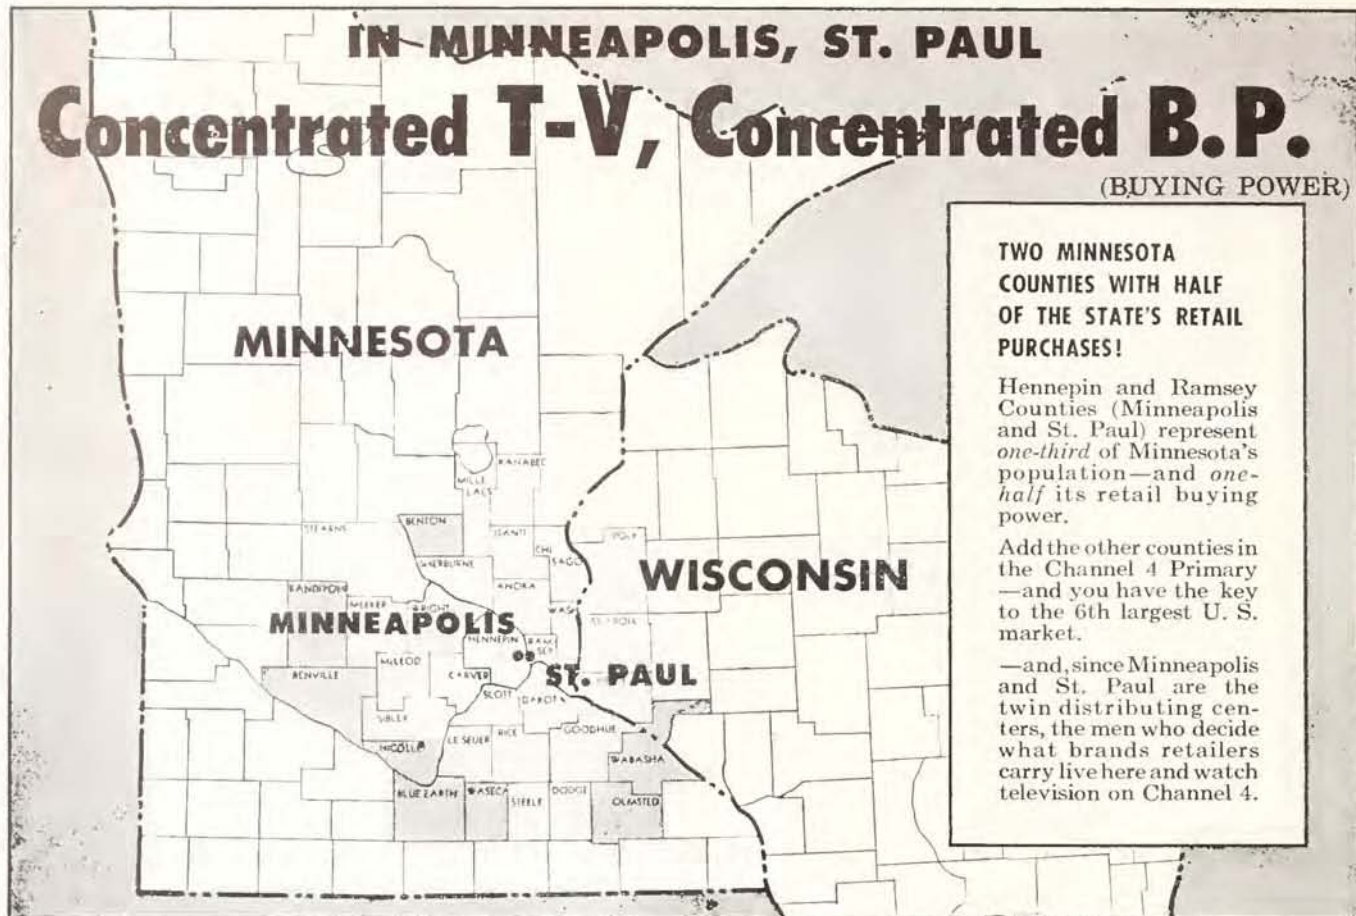 IN MINNEAPOLIS, ST. PAUL
Concentrated T-V, Concentrated B.P.
(BUYING POWER)
TWO MINNESOTA
COUNTIES WITH HALF
OF THE STATE'S RETAIL
PURCHASES!
Hennepin and Ramsey
Counties (Minneapolis
and St. Paul) represent
one-third of Minnesota's
population—and one-
half its retail buying
power.
Add the other counties in
the Channel 4 Primary
—and you have the key
to the 6th largest U. S.
market.
—and, since Minneapolis
and St. Paul are the
twin distributing cen-
ters, the men who decide
what brands retailers
carry live here and watch
television on Channel 4.
MINNESOTA
WISCONSIN
MINNEAPOLIS
ST. PAUL
KANABEC
MILLE
LACS
BENTON
STEARNS
ISANTI
CHI
SAGO
POLK
SHERBURNE
ANOKA
KANDIYOHI
MEEKER
WRIGHT
WASH
ST. CROIX
HENNEPIN
RAM
SEY
RENVILLE
McLEOD
CARVER
SCOTT
DAKOTA
SIBLEY
NICOLLET
LE SEUER
RICE
GOODHUE
WABASHA
BLUE EARTH
WASECA
STEELE
DODGE
OLMSTED